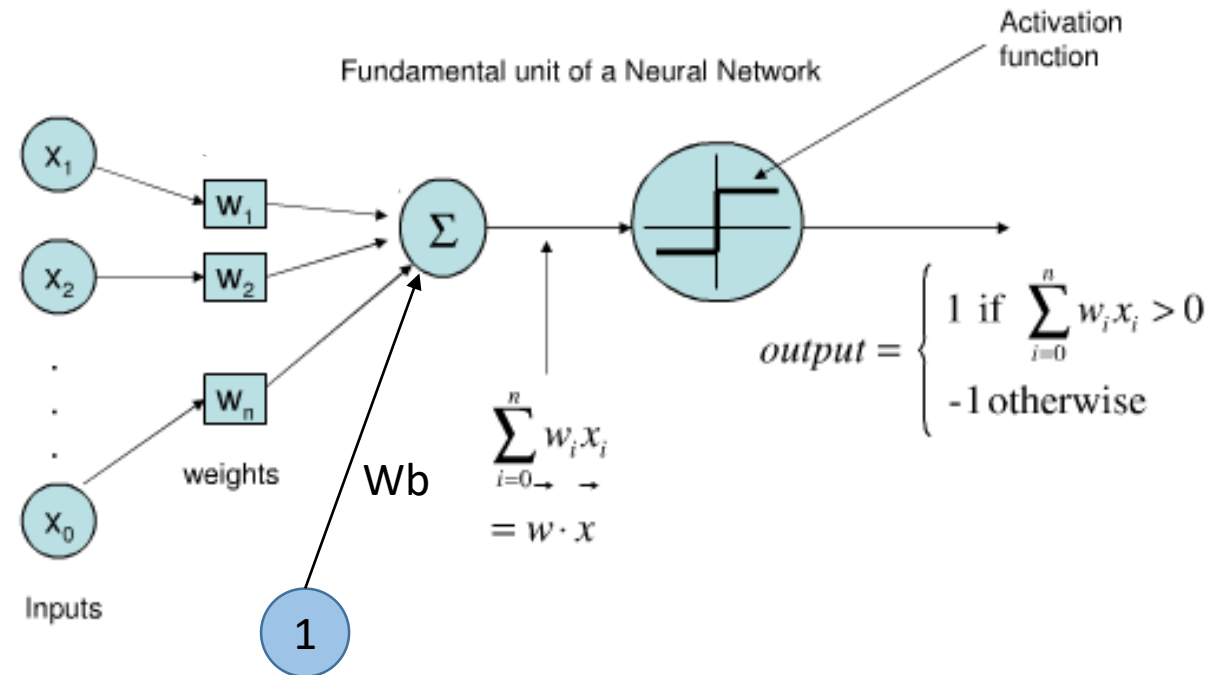 Activation
function
Fundamental unit of a Neural Network
x₁
w₁
Σ
x₂
w₂
.
.
.
wₙ
weights
x₀
Inputs
Wb
1
n
∑ wᵢxᵢ
i=0
= w⃗ · x⃗
output = { 1 if ∑ᵢ₌₀ⁿ wᵢxᵢ > 0
-1 otherwise